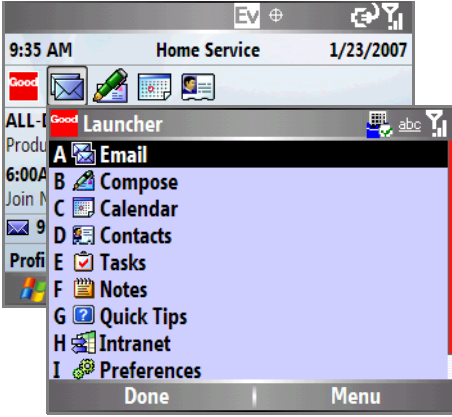 Ev
9:35 AM Home Service 1/23/2007
Good
ALL-
Produ
6:00A
Join
9
Profi
Good Launcher abc
A Email
B Compose
C Calendar
D Contacts
E Tasks
F Notes
G Quick Tips
H Intranet
I Preferences
Done Menu